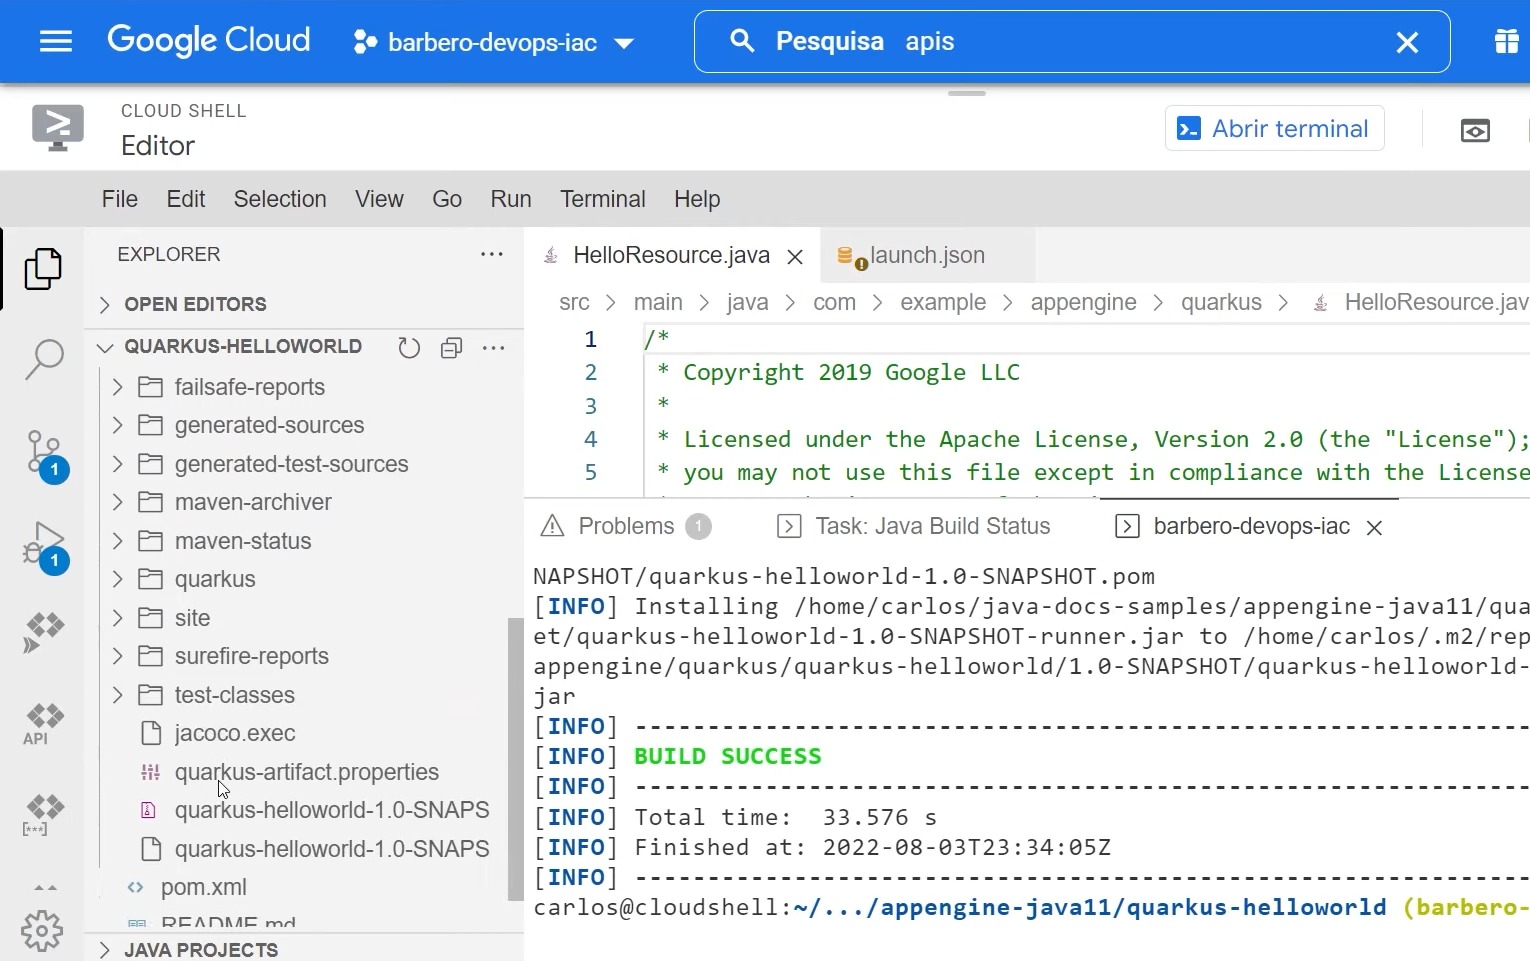 Google Cloud
barbero-devops-iac
Pesquisa apis
CLOUD SHELL
Editor
Abrir terminal
File Edit Selection View Go Run Terminal Help
EXPLORER
OPEN EDITORS
QUARKUS-HELLOWORLD
failsafe-reports
generated-sources
generated-test-sources
maven-archiver
maven-status
quarkus
site
surefire-reports
test-classes
jacoco.exec
quarkus-artifact.properties
quarkus-helloworld-1.0-SNAPS
quarkus-helloworld-1.0-SNAPS
pom.xml
README.md
JAVA PROJECTS
1
1
API
[***]
HelloResource.java
launch.json
src > main > java > com > example > appengine > quarkus > HelloResource.jav
1 /*
2 * Copyright 2019 Google LLC
3 *
4 * Licensed under the Apache License, Version 2.0 (the "License");
5 * you may not use this file except in compliance with the License
Problems 1
Task: Java Build Status
barbero-devops-iac
NAPSHOT/quarkus-helloworld-1.0-SNAPSHOT.pom
[INFO] Installing /home/carlos/java-docs-samples/appengine-java11/qua
et/quarkus-helloworld-1.0-SNAPSHOT-runner.jar to /home/carlos/.m2/rep
appengine/quarkus/quarkus-helloworld/1.0-SNAPSHOT/quarkus-helloworld-
jar
[INFO] ------------------------------------------------------
[INFO] BUILD SUCCESS
[INFO] ------------------------------------------------------
[INFO] Total time: 33.576 s
[INFO] Finished at: 2022-08-03T23:34:05Z
[INFO] ------------------------------------------------------
carlos@cloudshell:~/.../appengine-java11/quarkus-helloworld (barbero-